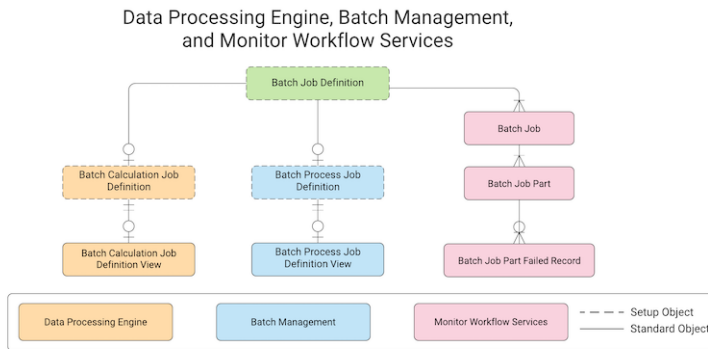 Data Processing Engine, Batch Management,
and Monitor Workflow Services
Batch Job Definition
Batch Job
Batch Calculation Job
Definition
Batch Process Job
Definition
Batch Job Part
Batch Calculation Job
Definition View
Batch Process Job
Definition View
Batch Job Part Failed Record
Data Processing Engine
Batch Management
Monitor Workflow Services
Setup Object
Standard Object